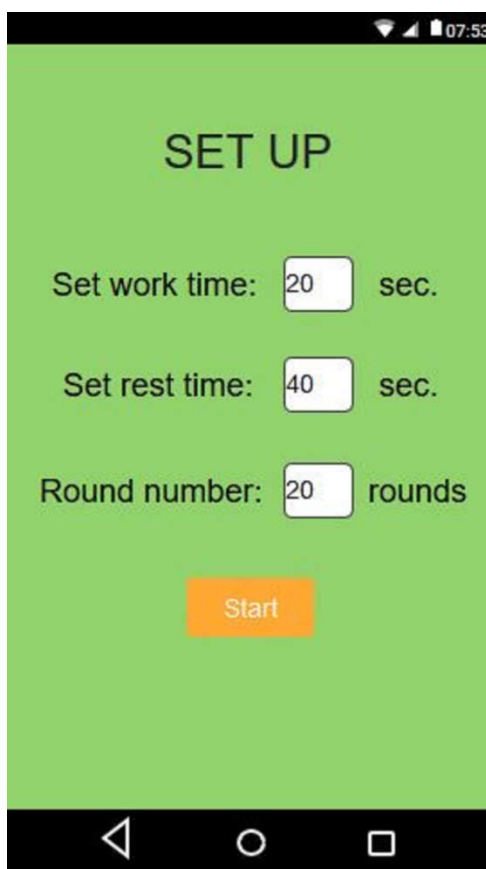 07:53
SET UP
Set work time: 20 sec.
Set rest time: 40 sec.
Round number: 20 rounds
Start